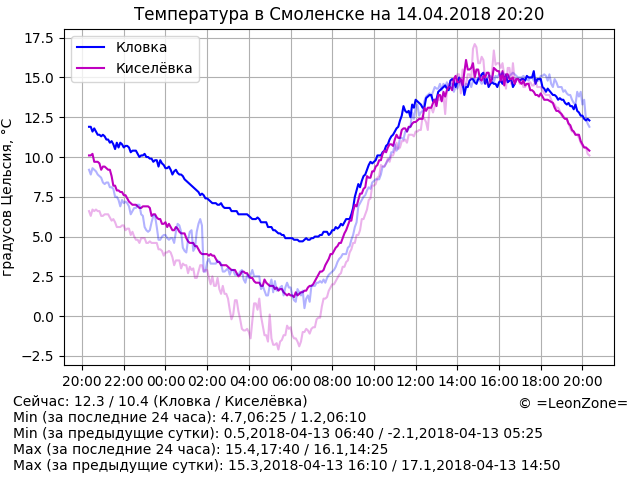 Температура в Смоленске на 14.04.2018 20:20
градусов Цельсия, °C
17.5
15.0
12.5
10.0
7.5
5.0
2.5
0.0
−2.5
Кловка
Киселёвка
20:00 22:00 00:00 02:00 04:00 06:00 08:00 10:00 12:00 14:00 16:00 18:00 20:00
Сейчас: 12.3 / 10.4 (Кловка / Киселёвка)
© =LeonZone=
Min (за последние 24 часа): 4.7,06:25 / 1.2,06:10
Min (за предыдущие сутки): 0.5,2018-04-13 06:40 / -2.1,2018-04-13 05:25
Max (за последние 24 часа): 15.4,17:40 / 16.1,14:25
Max (за предыдущие сутки): 15.3,2018-04-13 16:10 / 17.1,2018-04-13 14:50